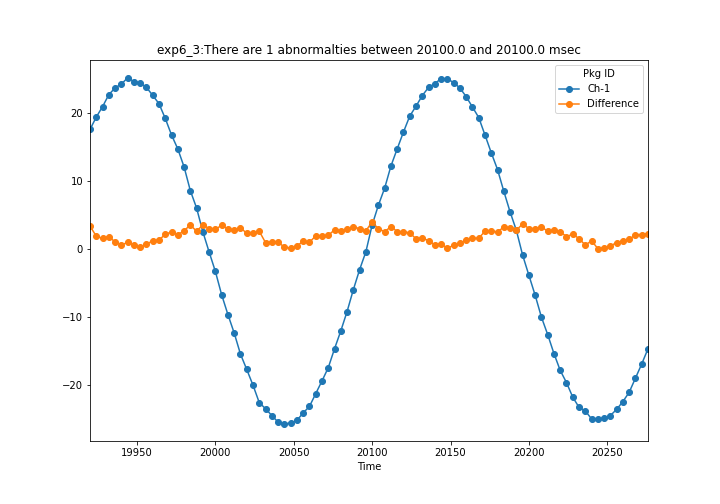 exp6_3:There are 1 abnormalties between 20100.0 and 20100.0 msec
Pkg ID
Ch-1
Difference
20
10
0
−10
−20
19950 20000 20050 20100 20150 20200 20250
Time